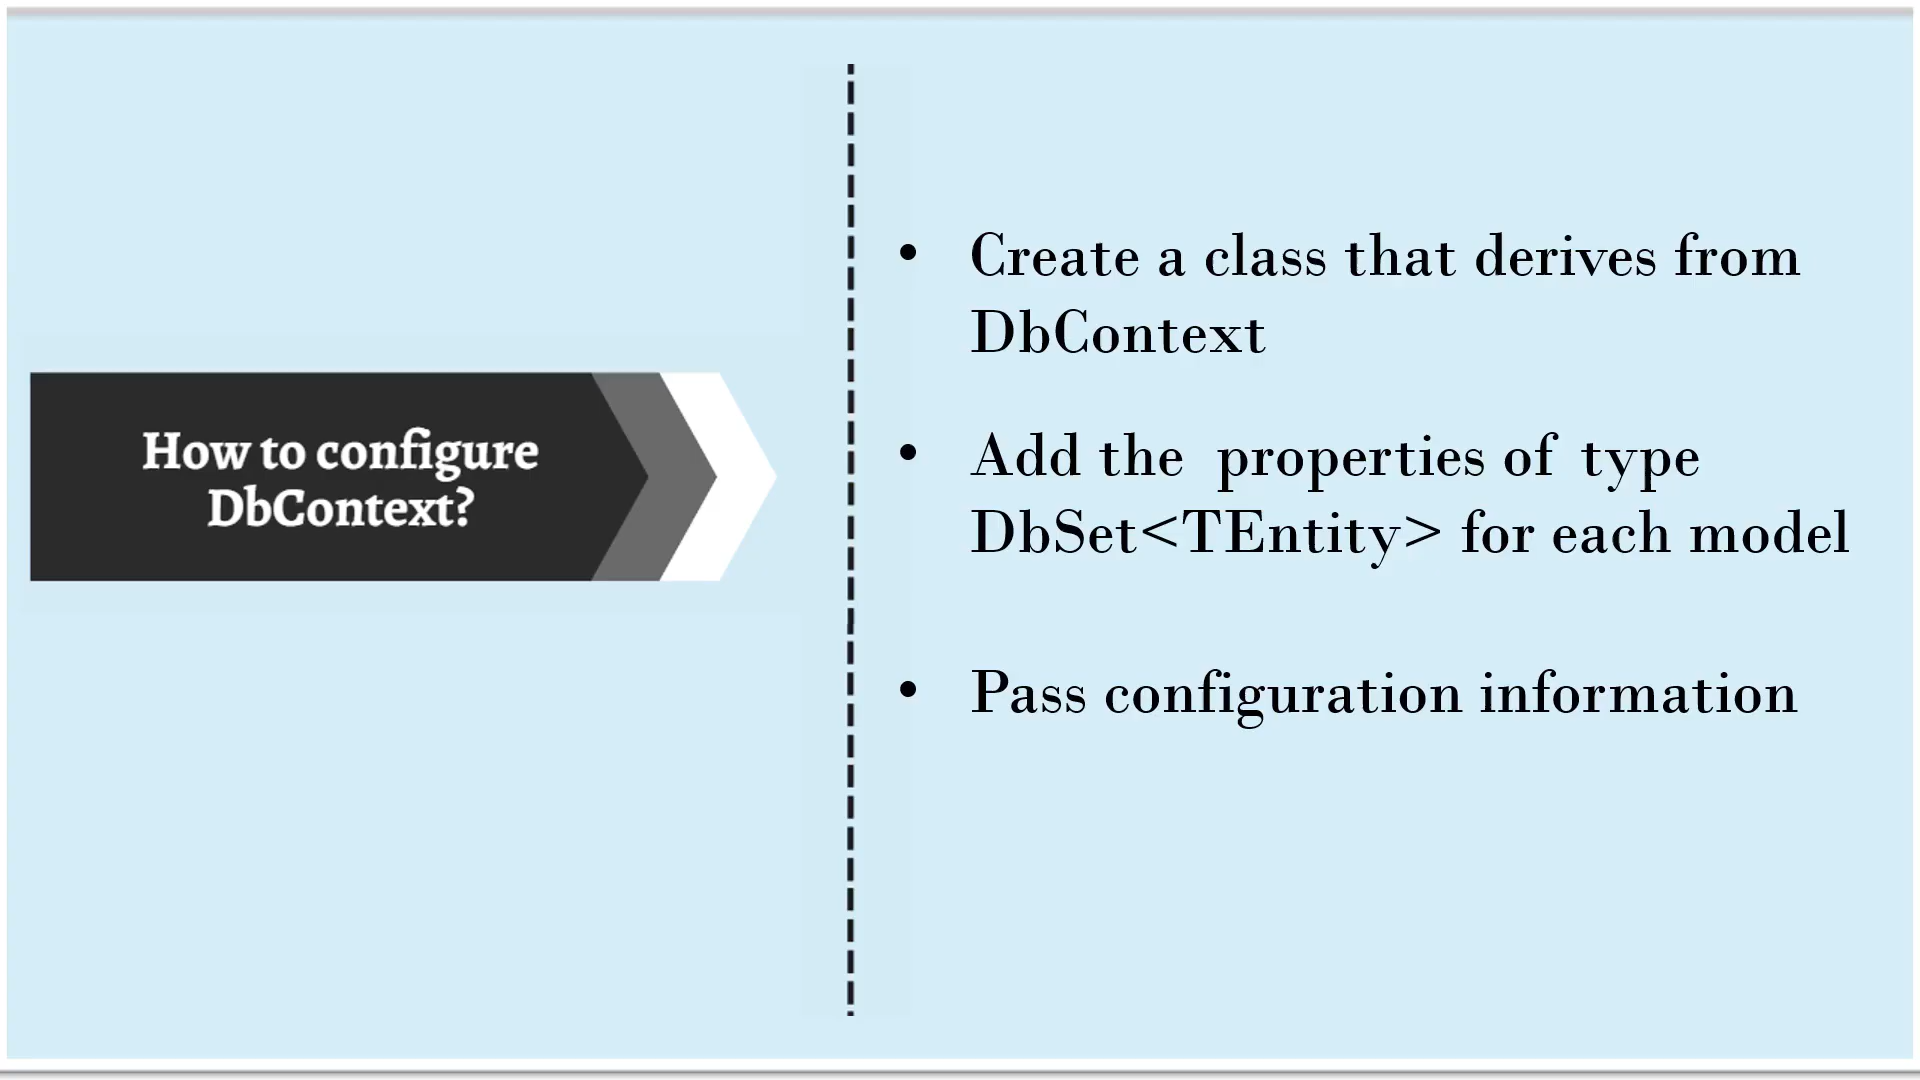 How to configure
DbContext?
• Create a class that derives from
DbContext
• Add the properties of type
DbSet<TEntity> for each model
• Pass configuration information